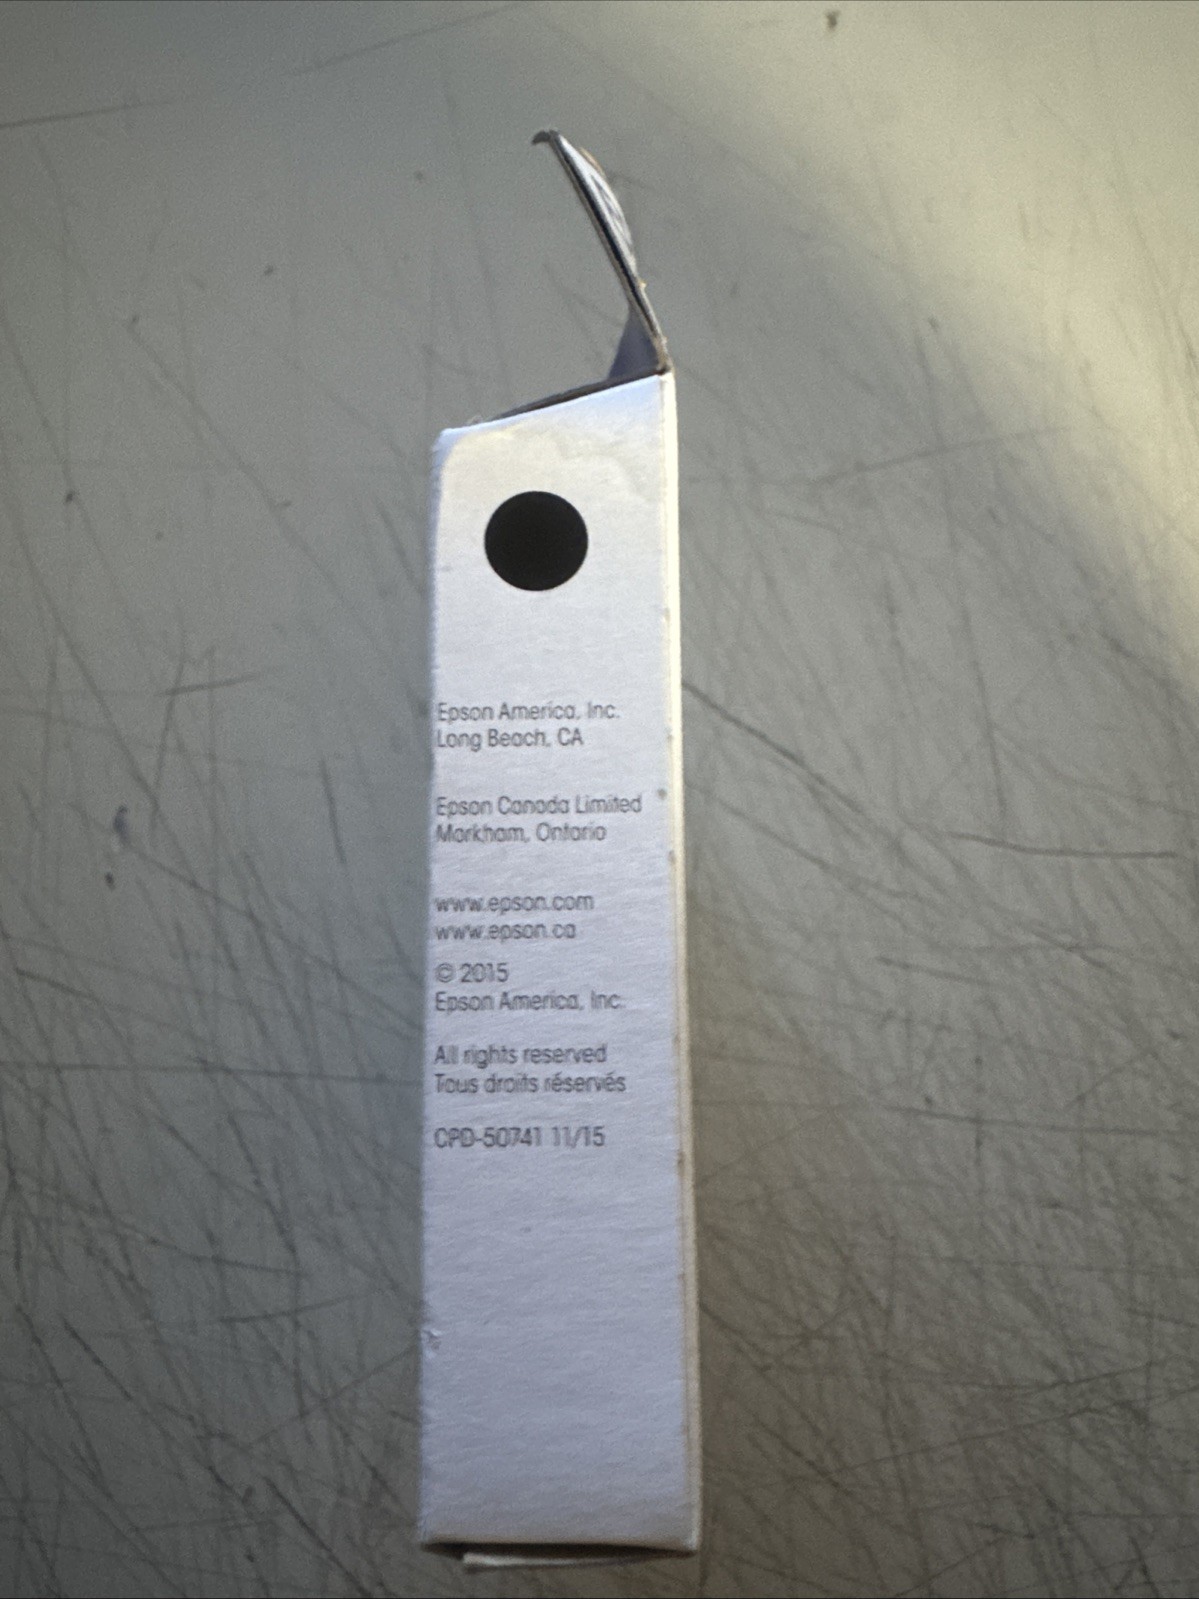 Epson America, Inc.
Long Beach, CA
Epson Canada Limited
Markham, Ontario
www.epson.com
www.epson.ca
© 2015
Epson America, Inc.
All rights reserved
Tous droits réservés
CPD-50741 11/15